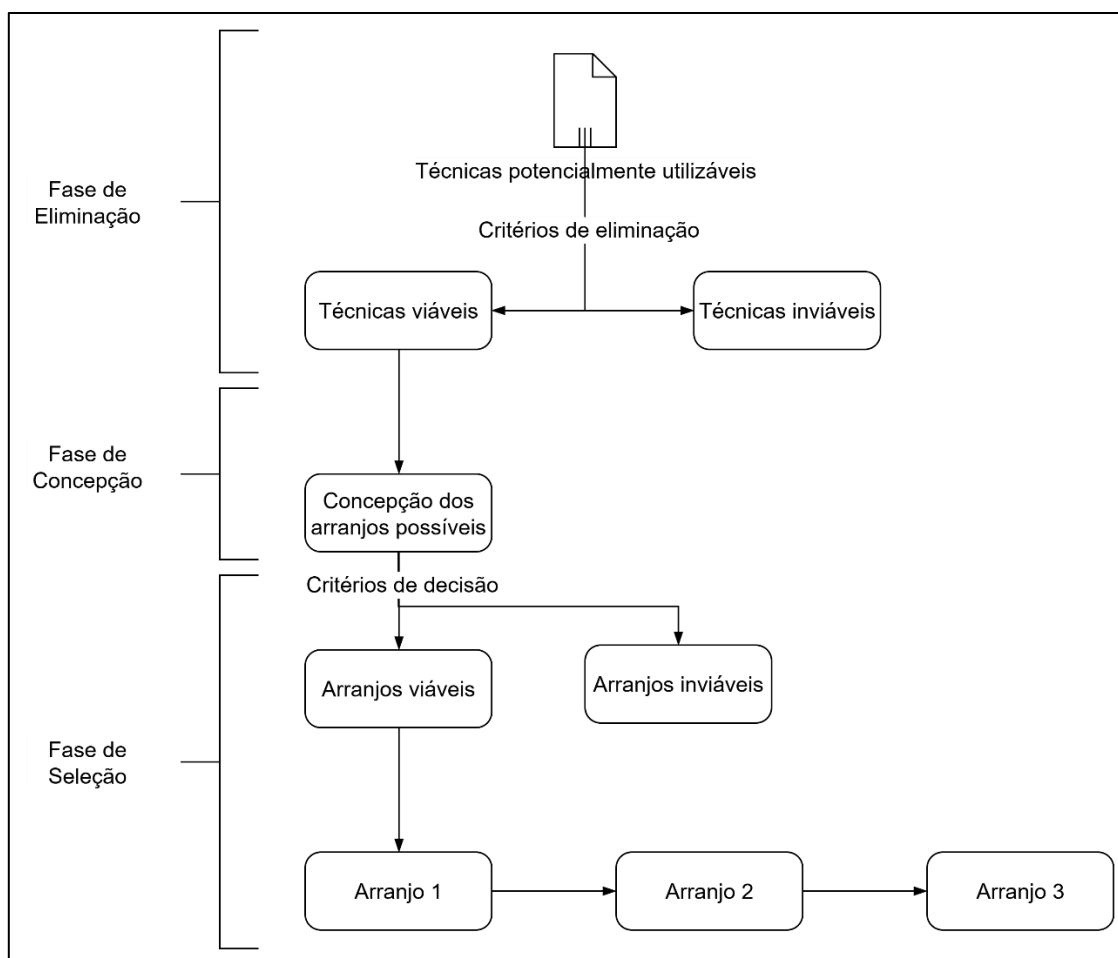 Técnicas potencialmente utilizáveis
Fase de
Eliminação
Critérios de eliminação
Técnicas viáveis
Técnicas inviáveis
Fase de
Concepção
Concepção dos
arranjos possíveis
Critérios de decisão
Arranjos viáveis
Arranjos inviáveis
Fase de
Seleção
Arranjo 1
Arranjo 2
Arranjo 3